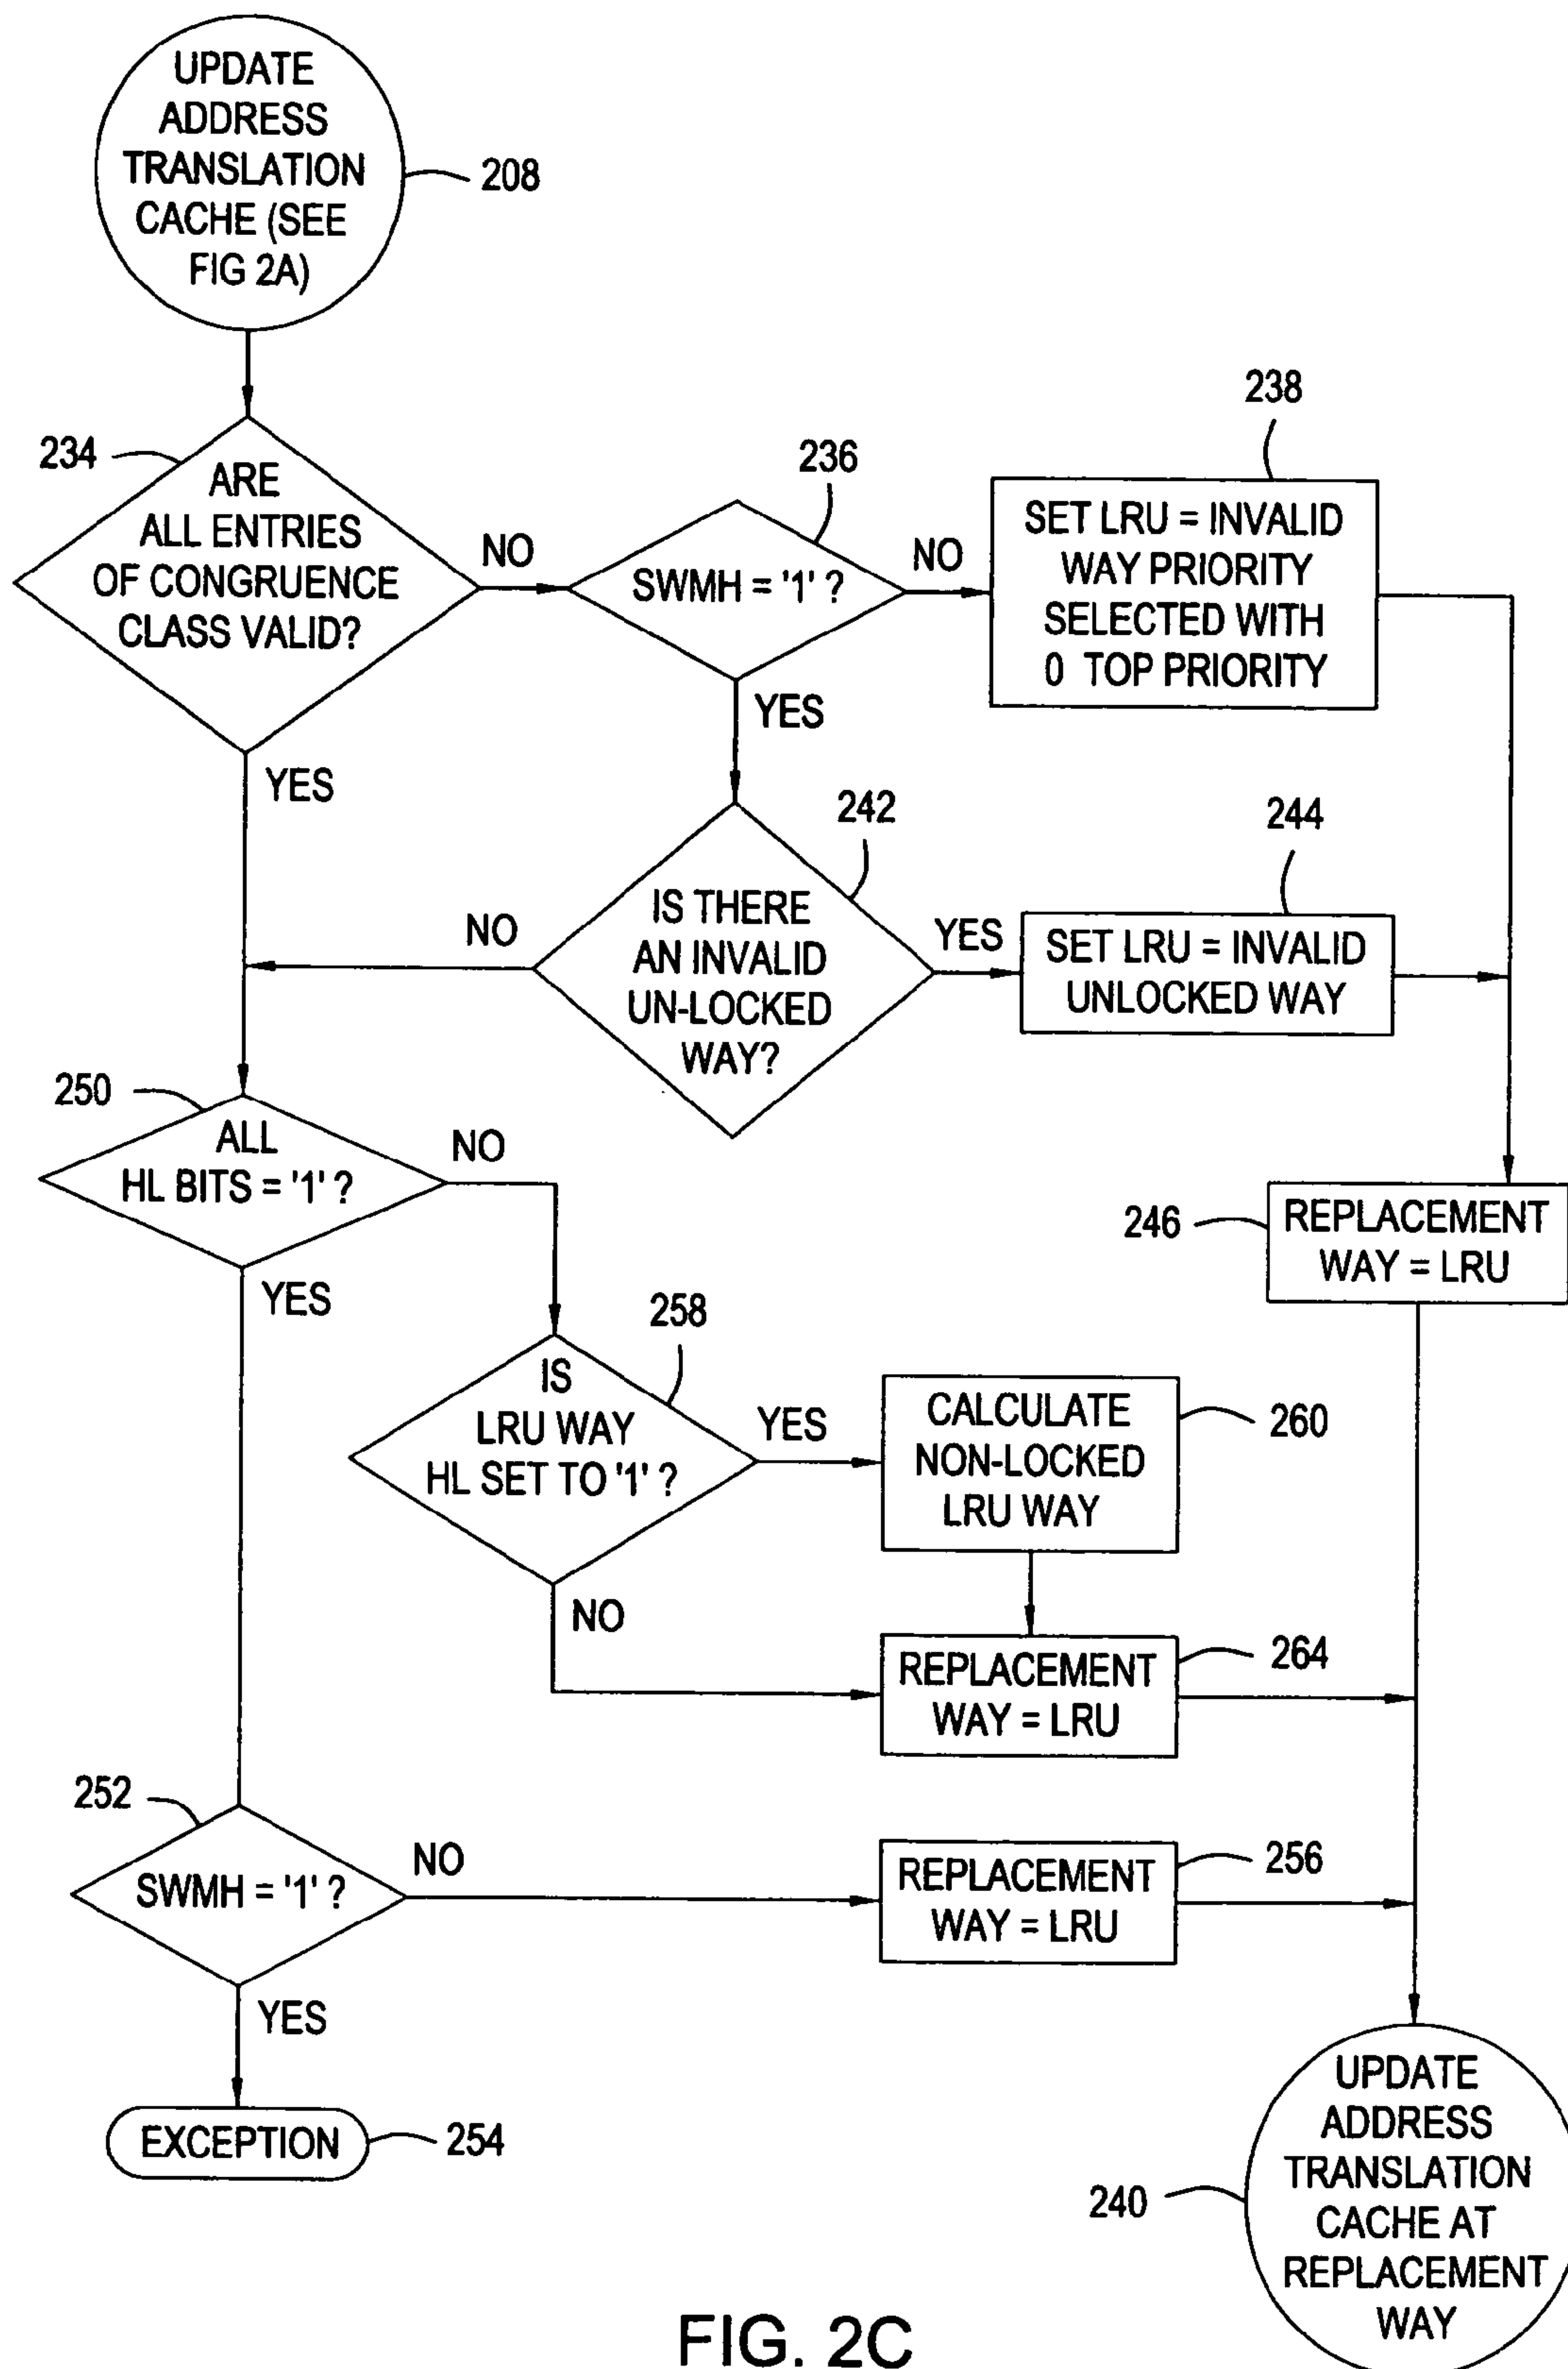 UPDATE
ADDRESS
TRANSLATION
CACHE (SEE
FIG 2A)
208
234
ARE
ALL ENTRIES
OF CONGRUENCE
CLASS VALID?
NO
YES
236
SWMH = '1' ?
NO
YES
238
SET LRU = INVALID
WAY PRIORITY
SELECTED WITH
0 TOP PRIORITY
242
IS THERE
AN INVALID
UN-LOCKED
WAY?
NO
YES
244
SET LRU = INVALID
UNLOCKED WAY
246
REPLACEMENT
WAY = LRU
250
ALL
HL BITS = '1' ?
NO
YES
258
IS
LRU WAY
HL SET TO '1' ?
YES
NO
260
CALCULATE
NON-LOCKED
LRU WAY
264
REPLACEMENT
WAY = LRU
252
SWMH = '1' ?
NO
YES
256
REPLACEMENT
WAY = LRU
EXCEPTION
254
240
UPDATE
ADDRESS
TRANSLATION
CACHE AT
REPLACEMENT
WAY
FIG. 2C